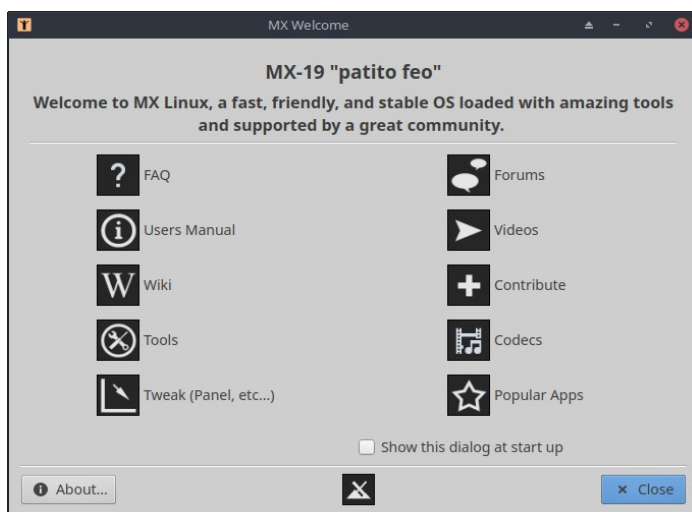 MX Welcome
MX-19 "patito feo"
Welcome to MX Linux, a fast, friendly, and stable OS loaded with amazing tools
and supported by a great community.
FAQ
Forums
Users Manual
Videos
Wiki
Contribute
Tools
Codecs
Tweak (Panel, etc...)
Popular Apps
Show this dialog at start up
About...
Close